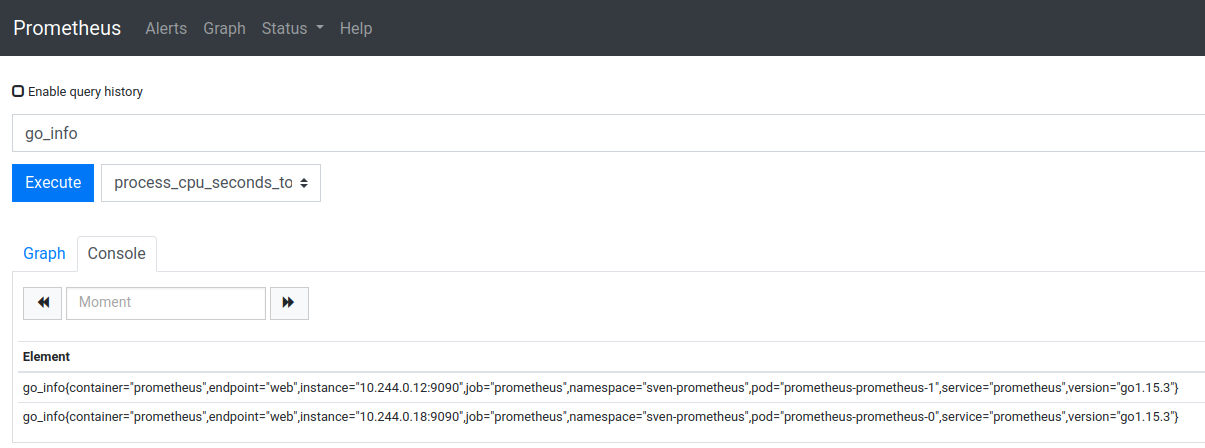 Prometheus Alerts Graph Status Help
Enable query history
go_info
Execute process_cpu_seconds_to
Graph Console
Moment
Element
go_info{container="prometheus",endpoint="web",instance="10.244.0.12:9090",job="prometheus",namespace="sven-prometheus",pod="prometheus-prometheus-1",service="prometheus",version="go1.15.3"}
go_info{container="prometheus",endpoint="web",instance="10.244.0.18:9090",job="prometheus",namespace="sven-prometheus",pod="prometheus-prometheus-0",service="prometheus",version="go1.15.3"}